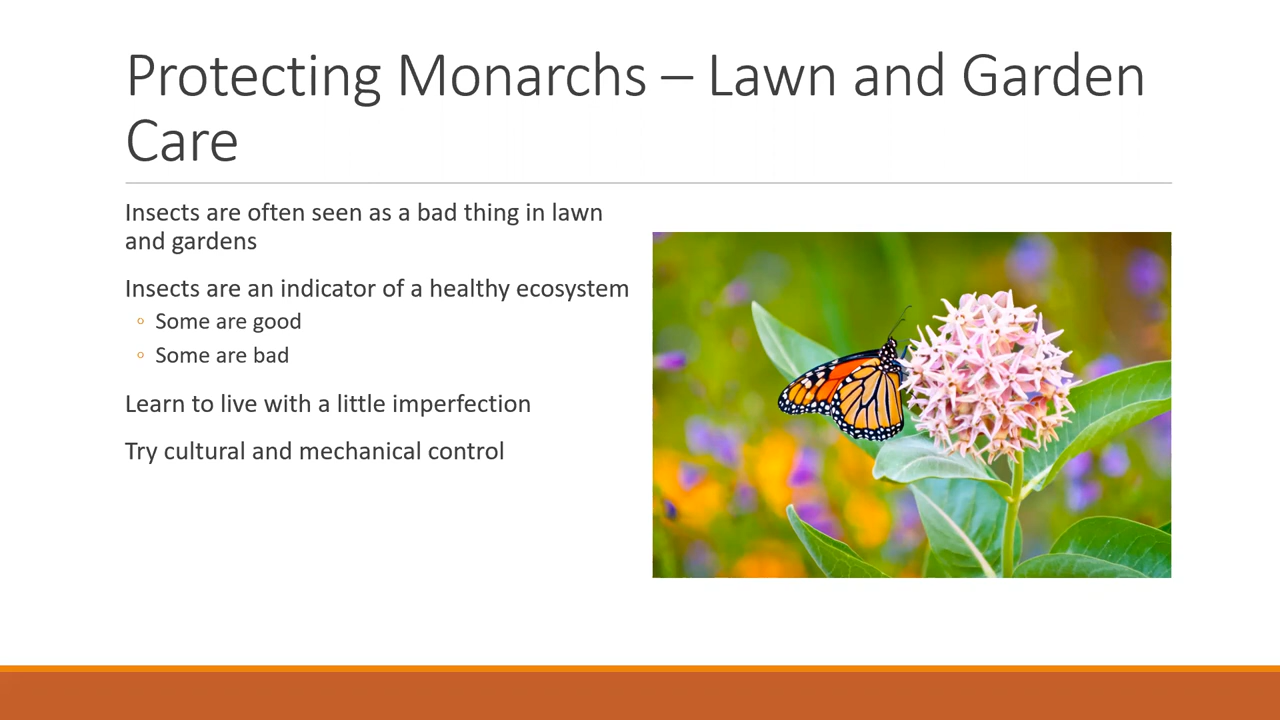 Protecting Monarchs – Lawn and Garden
Care
Insects are often seen as a bad thing in lawn
and gardens
Insects are an indicator of a healthy ecosystem
◦ Some are good
◦ Some are bad
Learn to live with a little imperfection
Try cultural and mechanical control